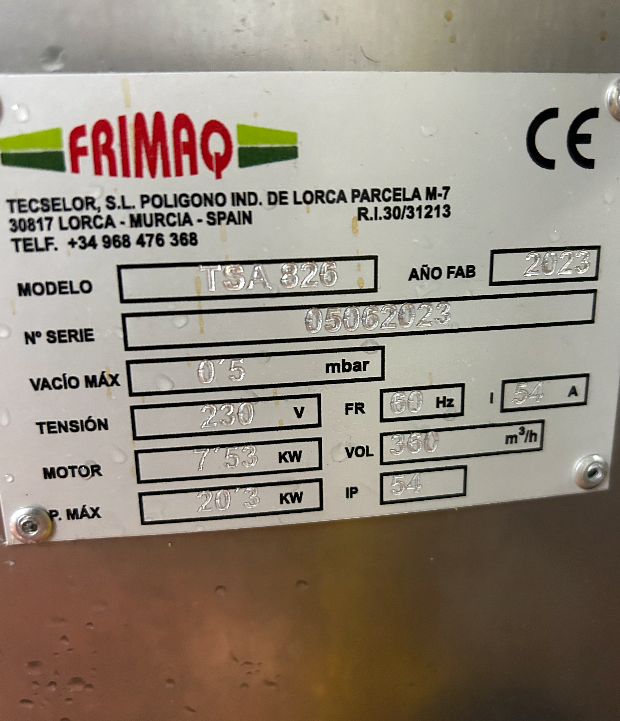 FRIMAQ
CE
TECSELOR, S.L. POLIGONO IND. DE LORCA PARCELA M-7
30817 LORCA - MURCIA - SPAIN R.I.30/31213
TELF. +34 968 476 368
MODELO TSA 826 AÑO FAB 2023
Nº SERIE 05062023
VACÍO MÁX 0'5 mbar
TENSIÓN 230 V FR 60 Hz I 54 A
MOTOR 7'53 KW VOL 360 m³/h
P. MÁX 20'3 KW IP 54